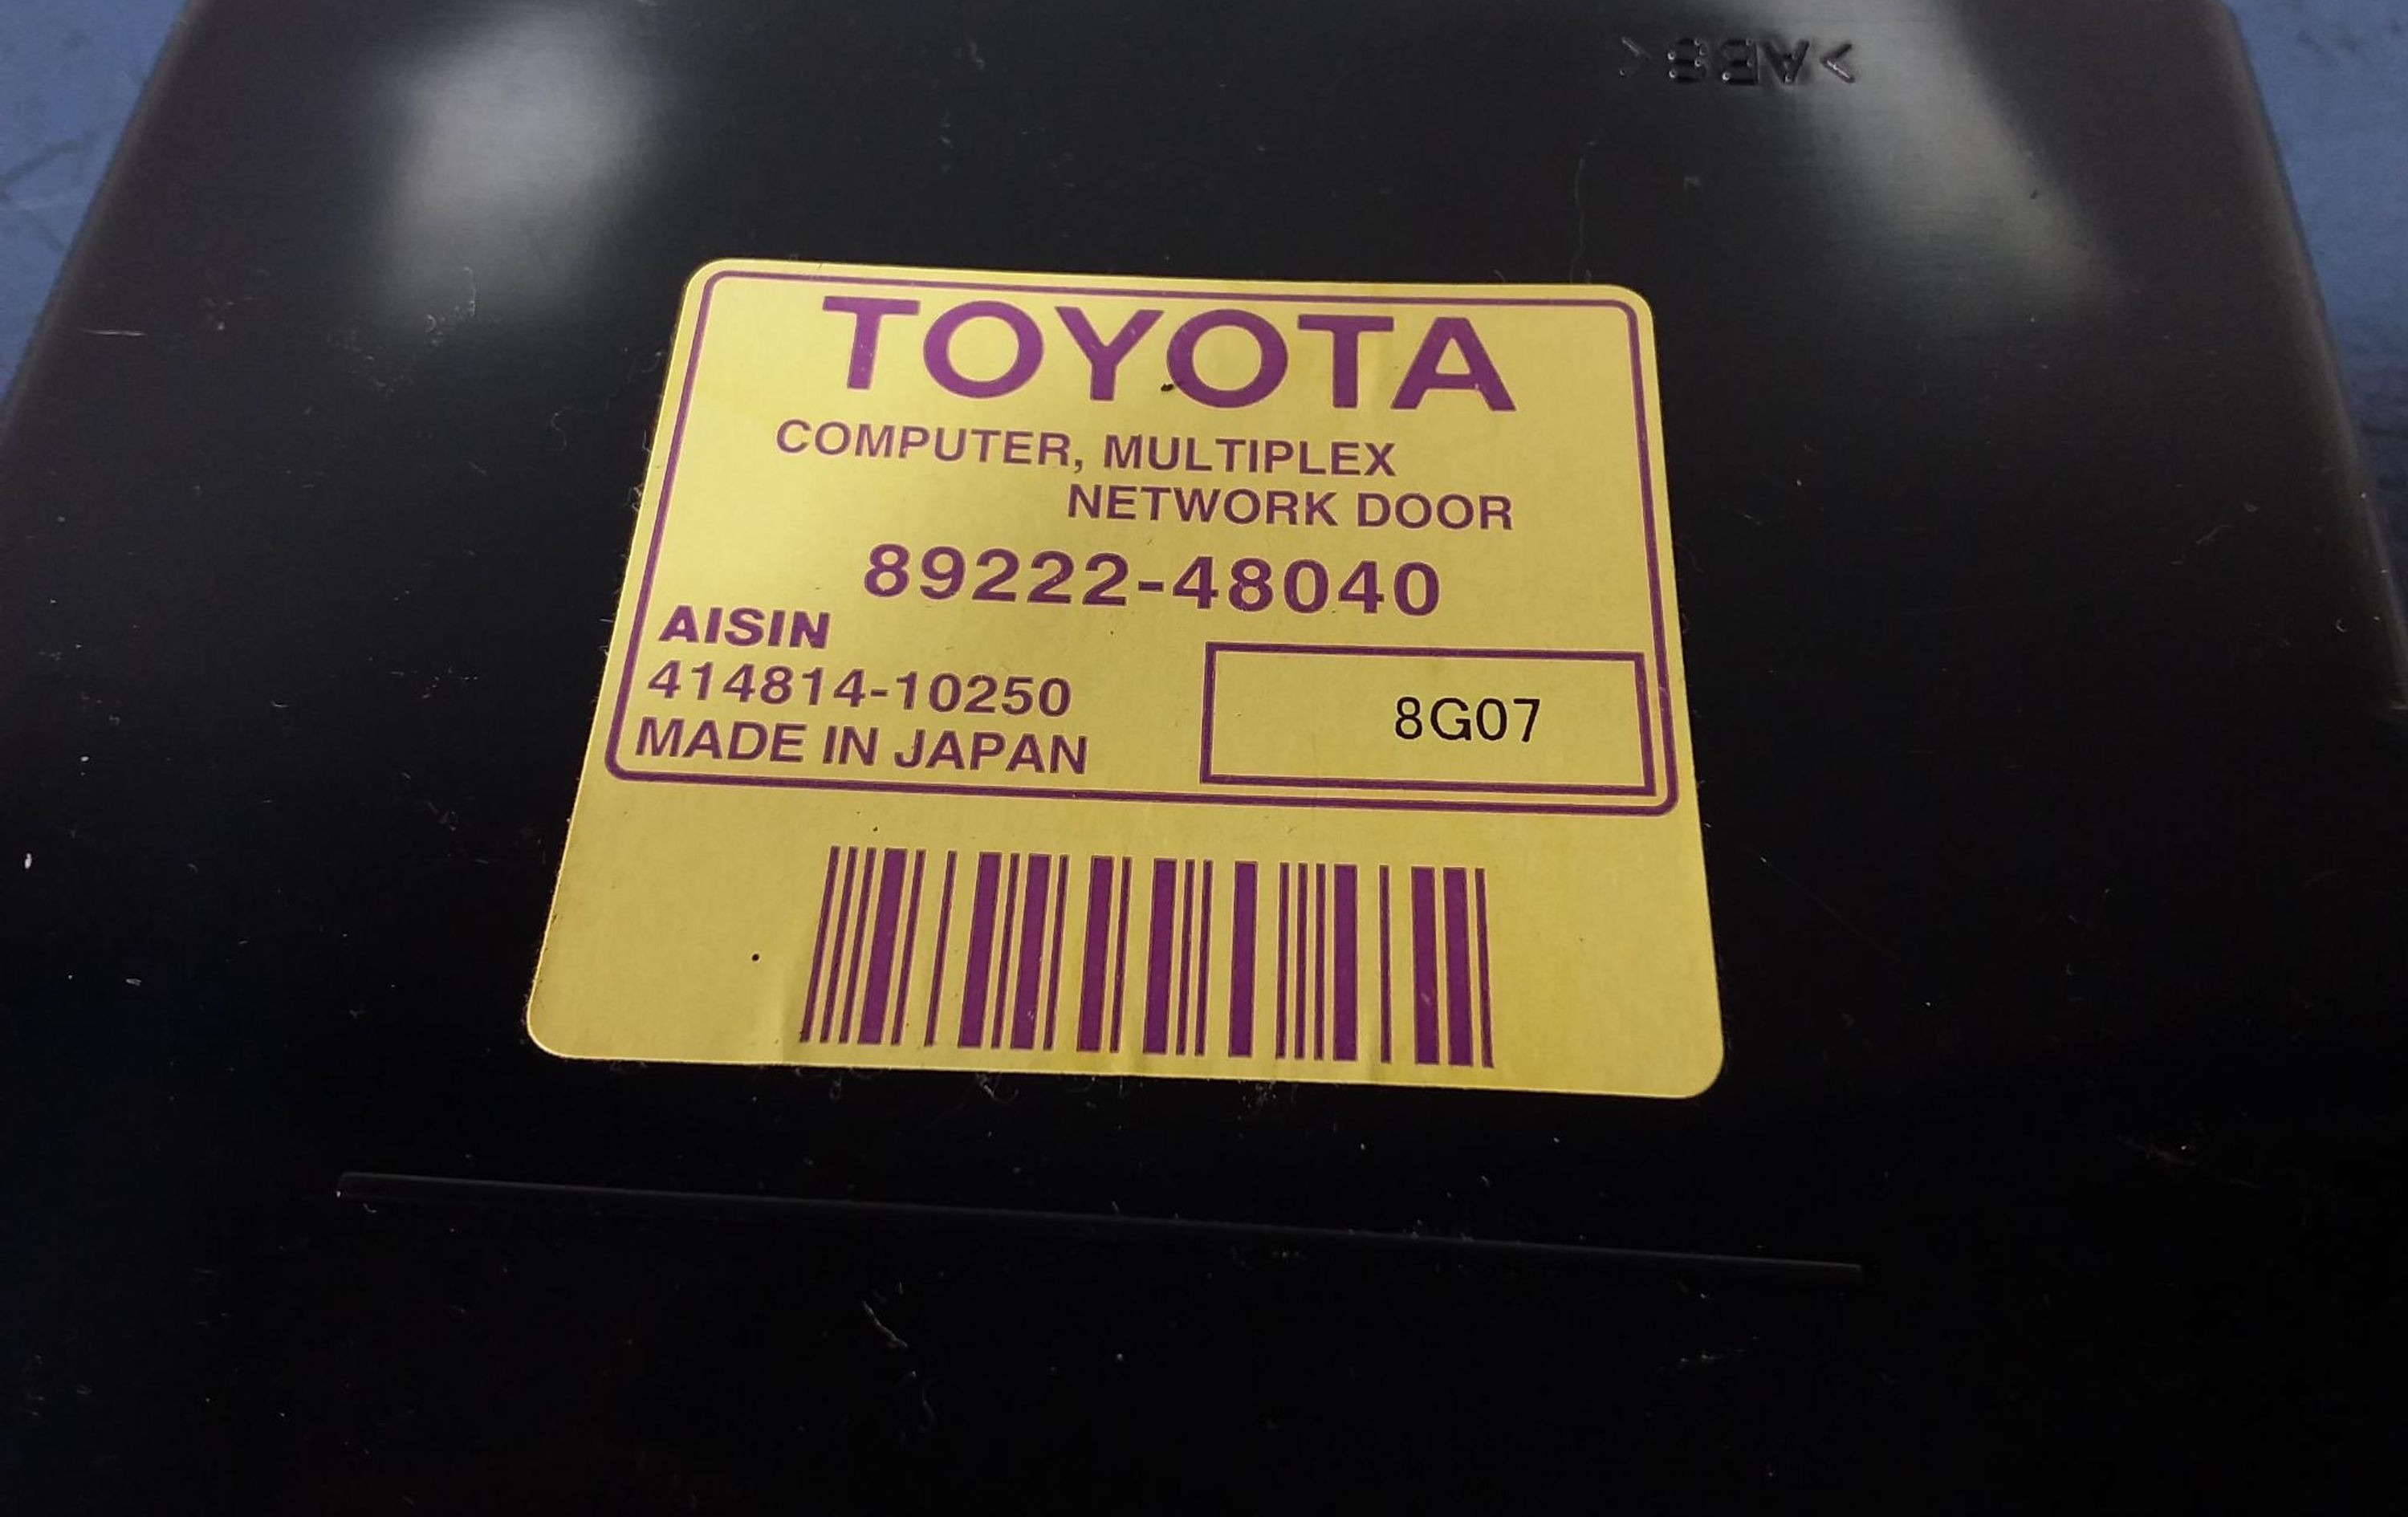 >ABS<
TOYOTA
COMPUTER, MULTIPLEX
NETWORK DOOR
89222-48040
AISIN
414814-10250
MADE IN JAPAN
8G07